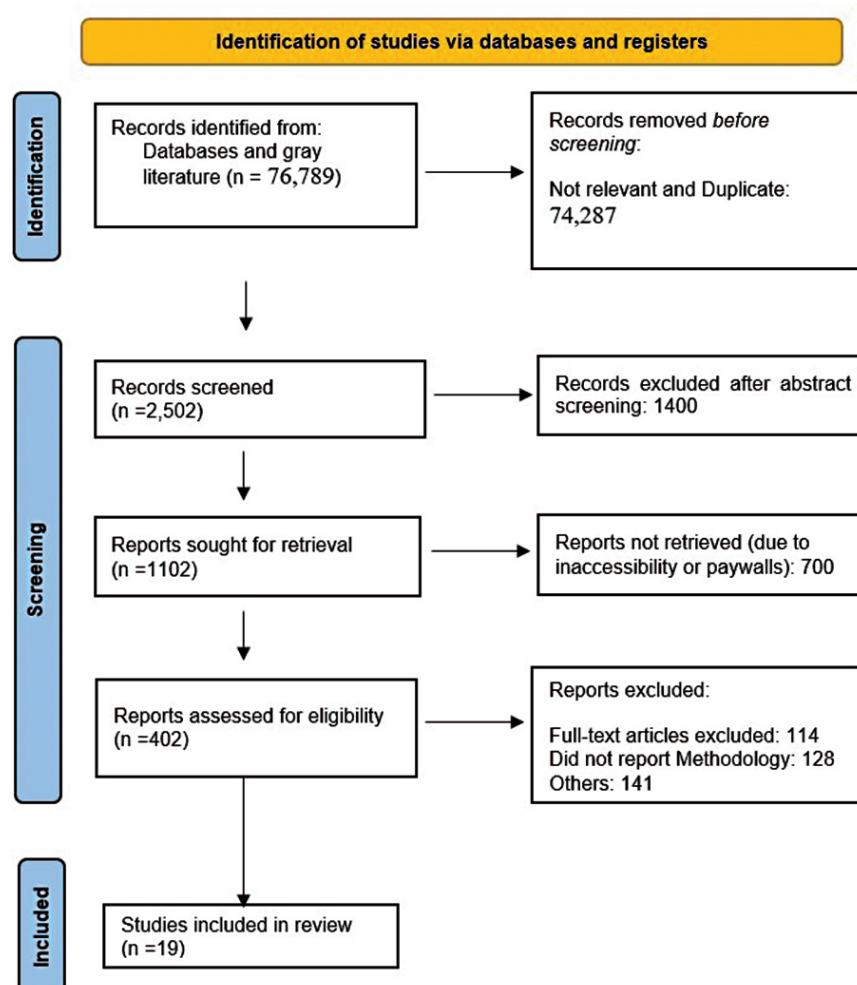 Identification of studies via databases and registers
Identification
Records identified from:
Databases and gray
literature (n = 76,789)
Records removed before
screening:
Not relevant and Duplicate:
74,287
Screening
Records screened
(n =2,502)
Records excluded after abstract
screening: 1400
Reports sought for retrieval
(n =1102)
Reports not retrieved (due to
inaccessibility or paywalls): 700
Reports assessed for eligibility
(n =402)
Reports excluded:
Full-text articles excluded: 114
Did not report Methodology: 128
Others: 141
Included
Studies included in review
(n =19)